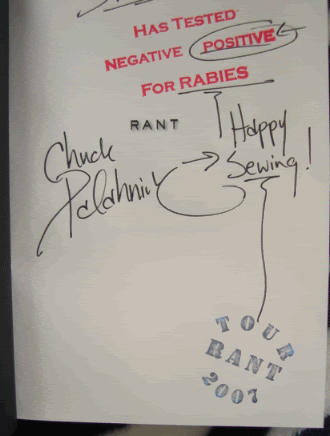 HAS TESTED
NEGATIVE POSITIVE
FOR RABIES
RANT
Happy
Sewing!
Chuck
Palahniuk
TOUR
RANT
2007